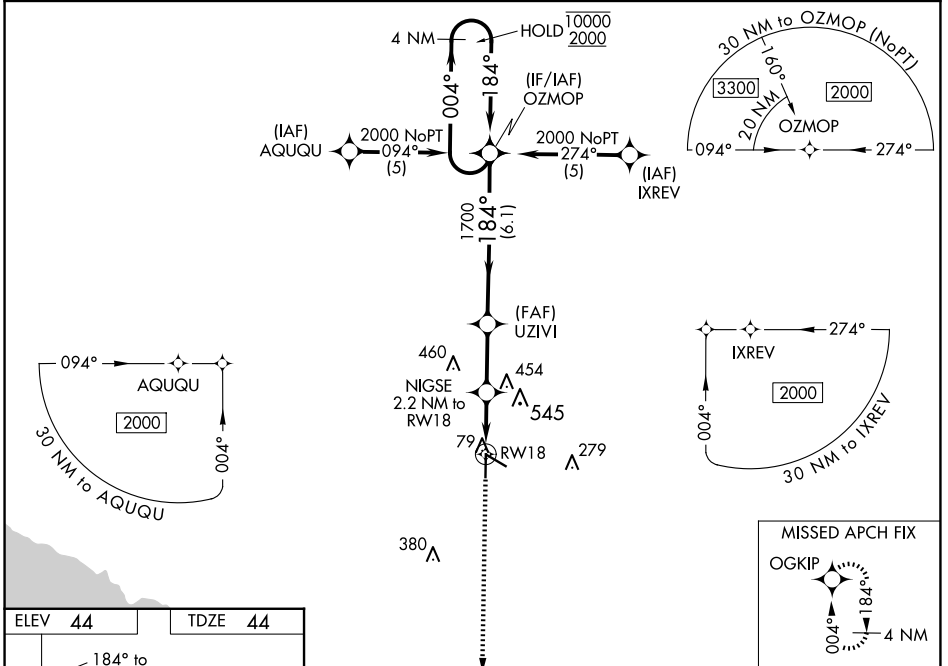 HOLD 10000
2000
4 NM
004°
184°
(IF/IAF)
OZMOP
(IAF)
AQUQU
2000 NoPT
094°
(5)
2000 NoPT
274°
(5)
(IAF)
IXREV
1700
184°
(6.1)
30 NM to OZMOP (NoPT)
3300
160°
20 NM
2000
OZMOP
094°
274°
(FAF)
UZIVI
460
454
NIGSE
2.2 NM to
RW18
545
79
RW18
279
380
094°
AQUQU
2000
004°
30 NM to AQUQU
274°
IXREV
2000
004°
30 NM to IXREV
MISSED APCH FIX
OGKIP
184°
004°
4 NM
ELEV 44
TDZE 44
184° to